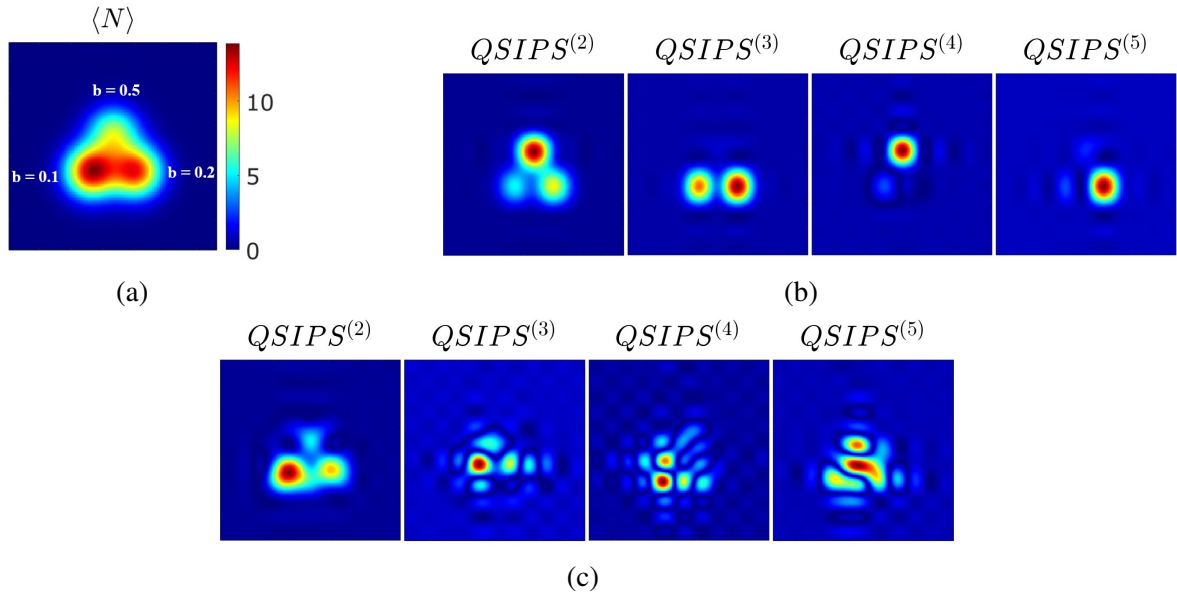 ⟨N⟩
b = 0.5
b = 0.1
b = 0.2
10
5
0
(a)
QSIPS^(2) QSIPS^(3) QSIPS^(4) QSIPS^(5)
(b)
QSIPS^(2) QSIPS^(3) QSIPS^(4) QSIPS^(5)
(c)